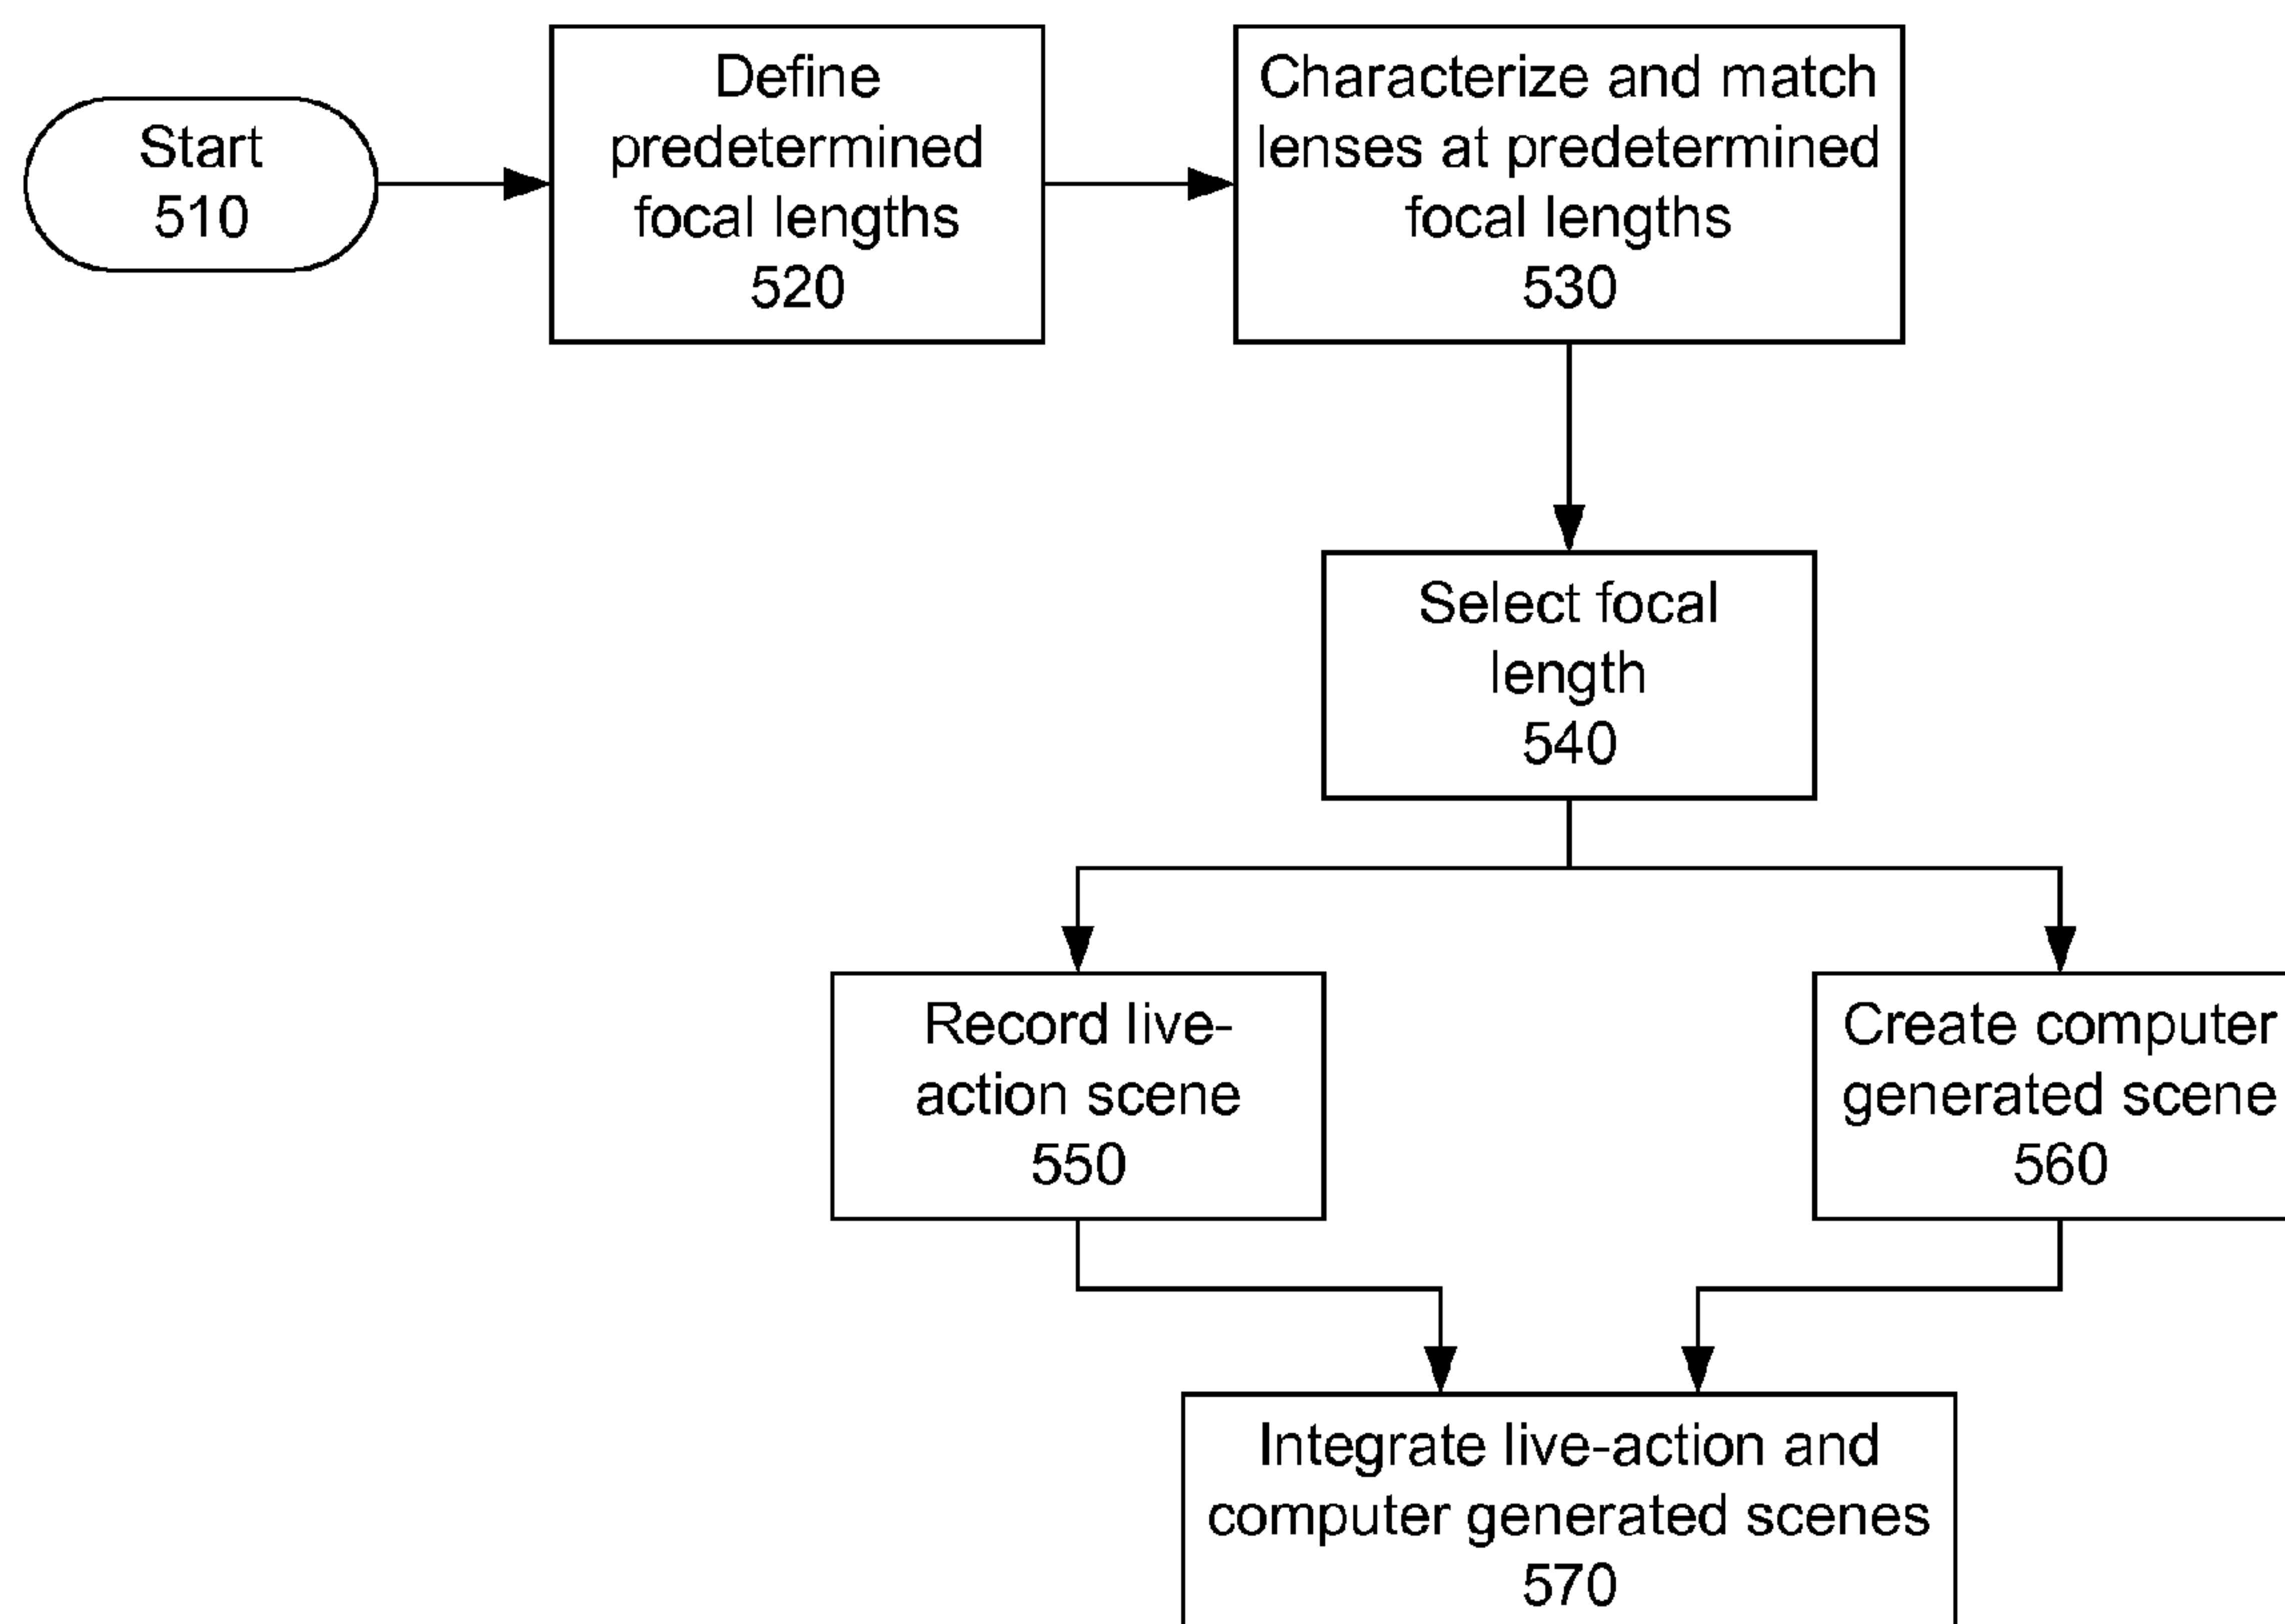 Start
510
Define
predetermined
focal lengths
520
Characterize and match
lenses at predetermined
focal lengths
530
Select focal
length
540
Record live-
action scene
550
Create computer
generated scene
560
Integrate live-action and
computer generated scenes
570